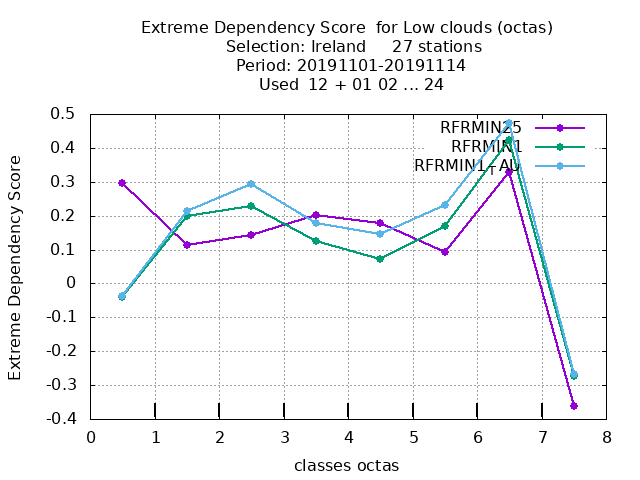 Extreme Dependency Score  for Low clouds (octas)
Selection: Ireland     27 stations
Period: 20191101-20191114
Used  12 + 01 02 ... 24
RFRMIN25
RFRMIN1
RFRMIN1+AU
Extreme Dependency Score
0.5
0.4
0.3
0.2
0.1
0
-0.1
-0.2
-0.3
-0.4
0 1 2 3 4 5 6 7 8
classes octas